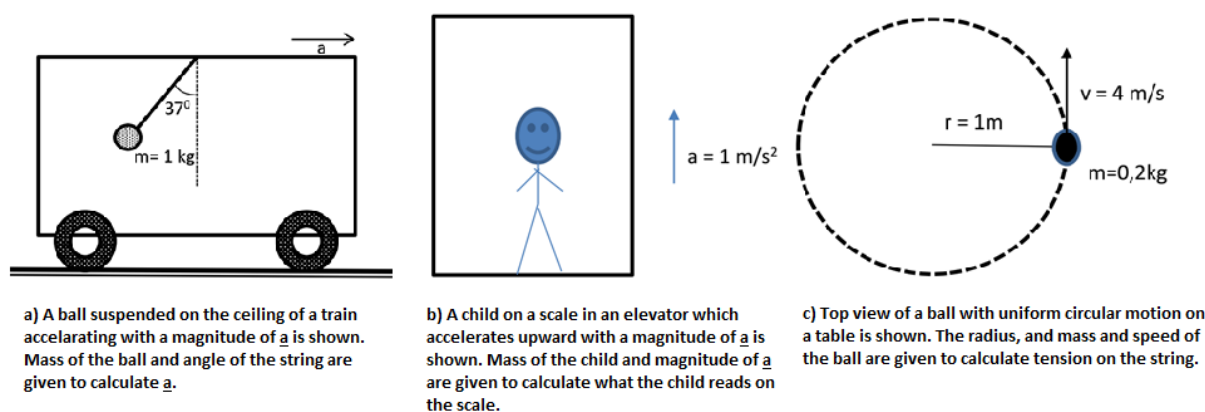 a
37⁰
m= 1 kg
a) A ball suspended on the ceiling of a train
accelarating with a magnitude of a is shown.
Mass of the ball and angle of the string are
given to calculate a.
a = 1 m/s²
b) A child on a scale in an elevator which
accelerates upward with a magnitude of a is
shown. Mass of the child and magnitude of a
are given to calculate what the child reads on
the scale.
v = 4 m/s
r = 1m
m=0,2kg
c) Top view of a ball with uniform circular motion on
a table is shown. The radius, and mass and speed of
the ball are given to calculate tension on the string.